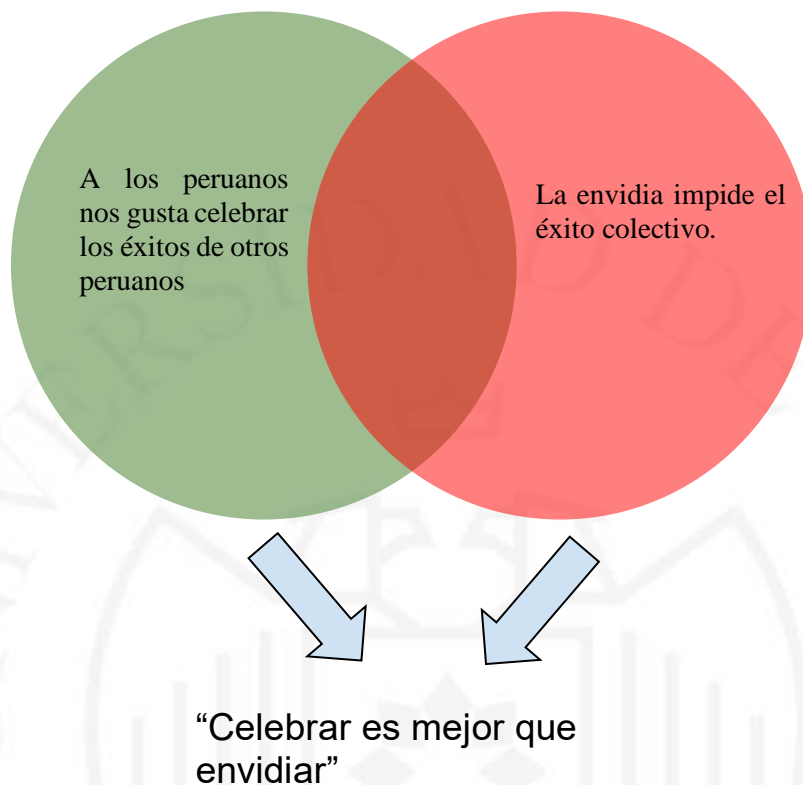 A los peruanos
nos gusta celebrar
los éxitos de otros
peruanos
La envidia impide el
éxito colectivo.
“Celebrar es mejor que
envidiar”